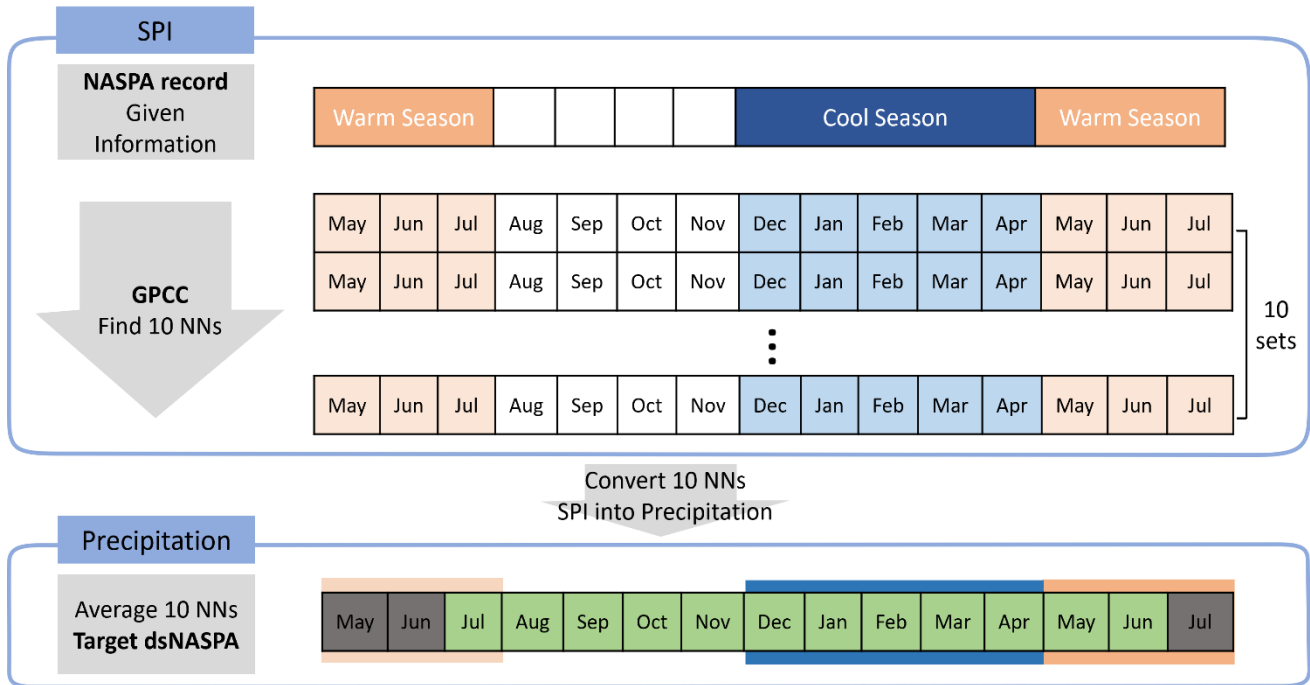 SPI
NASPA record
Given
Information
Warm Season Cool Season Warm Season
May Jun Jul Aug Sep Oct Nov Dec Jan Feb Mar Apr May Jun Jul
May Jun Jul Aug Sep Oct Nov Dec Jan Feb Mar Apr May Jun Jul
GPCC
Find 10 NNs
10
sets
May Jun Jul Aug Sep Oct Nov Dec Jan Feb Mar Apr May Jun Jul
Convert 10 NNs
SPI into Precipitation
Precipitation
Average 10 NNs
Target dsNASPA
May Jun Jul Aug Sep Oct Nov Dec Jan Feb Mar Apr May Jun Jul